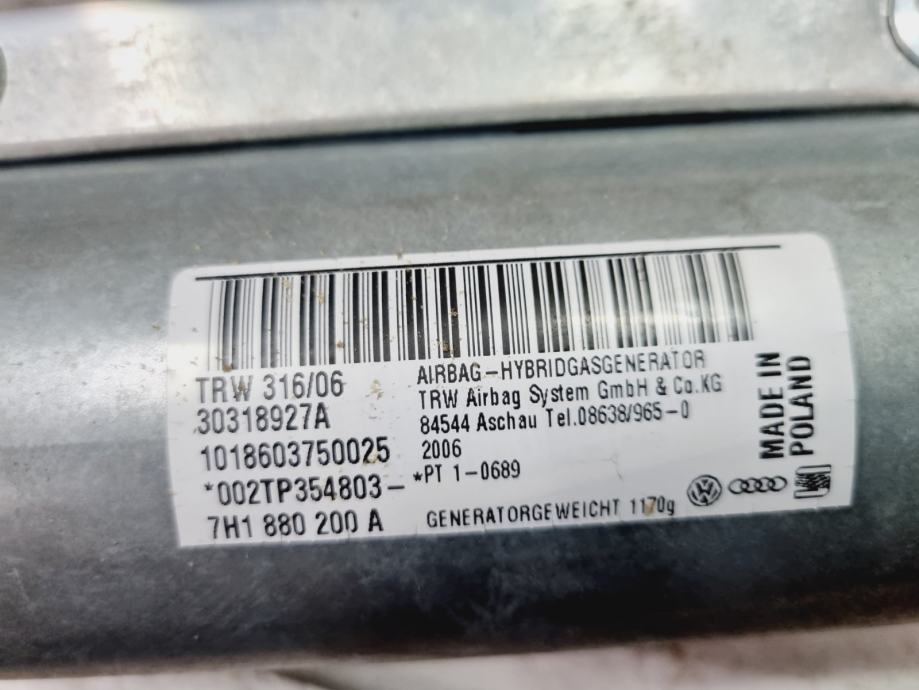 TRW 316/06
30318927A
1018603750025
*002TP354803-
7H1 880 200 A
AIRBAG-HYBRIDGASGENERATOR
TRW Airbag System GmbH & Co.KG
84544 Aschau Tel.08638/965-0
2006
*PT 1-0689
GENERATORGEWEICHT 1170g
MADE IN
POLAND